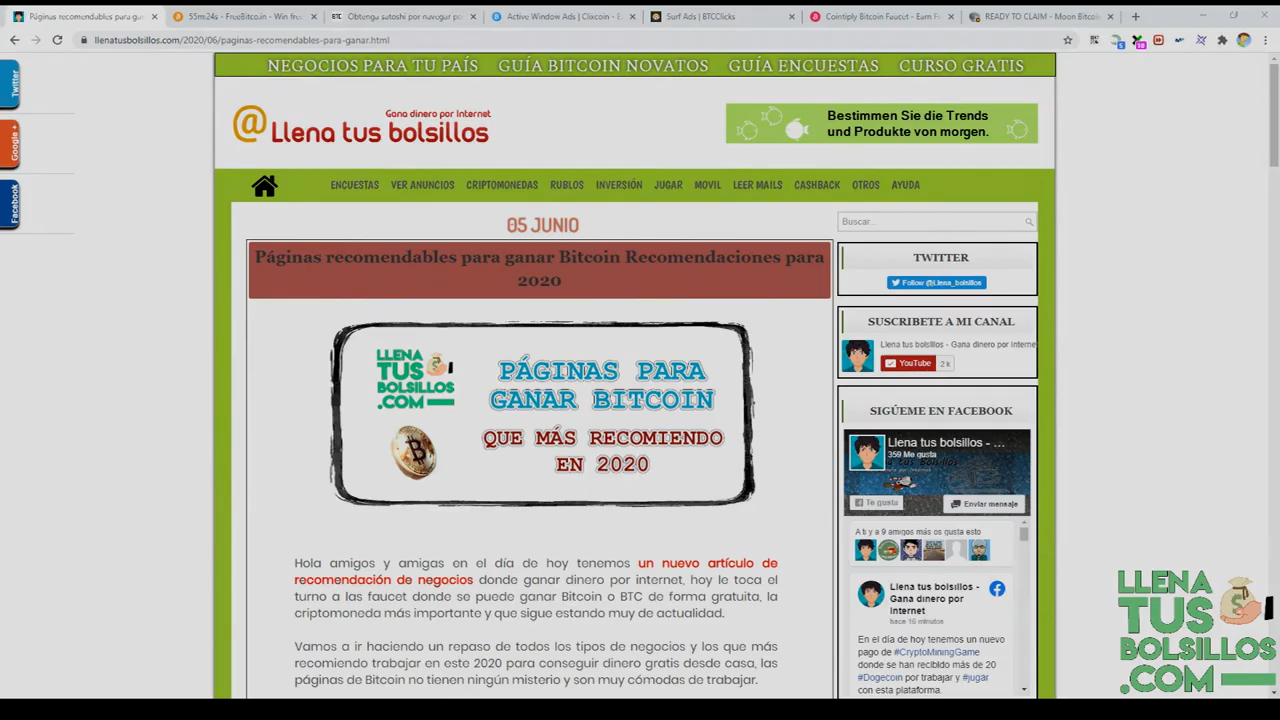 Páginas recomendables para gan
55m24s - FreeBitco.in - Win free
Obtenga satoshi por navegar po
Active Window Ads | Clixcoin - E
Surf Ads | BTCClicks
Cointiply Bitcoin Faucet - Earn F
READY TO CLAIM - Moon Bitcoi
llenatusbolsillos.com/2020/06/paginas-recomendables-para-ganar.html
Twitter
Google +
Facebook
NEGOCIOS PARA TU PAÍS GUÍA BITCOIN NOVATOS GUÍA ENCUESTAS CURSO GRATIS
Gana dinero por Internet
@Llena tus bolsillos
Bestimmen Sie die Trends
und Produkte von morgen.
ENCUESTAS VER ANUNCIOS CRIPTOMONEDAS RUBLOS INVERSIÓN JUGAR MOVIL LEER MAILS CASHBACK OTROS AYUDA
05 JUNIO
Páginas recomendables para ganar Bitcoin Recomendaciones para
2020
LLENA
TUS
BOLSILLOS
.COM
PÁGINAS PARA
GANAR BITCOIN
QUE MÁS RECOMIENDO
EN 2020
Hola amigos y amigas en el día de hoy tenemos un nuevo artículo de
recomendación de negocios donde ganar dinero por internet, hoy le toca el
turno a las faucet donde se puede ganar Bitcoin o BTC de forma gratuita, la
criptomoneda más importante y que sigue estando muy de actualidad.
Vamos a ir haciendo un repaso de todos los tipos de negocios y los que más
recomiendo trabajar en este 2020 para conseguir dinero gratis desde casa, las
páginas de Bitcoin no tienen ningún misterio y son muy cómodas de trabajar.
Buscar...
TWITTER
Follow @Llena_bolsillos
SUSCRIBETE A MI CANAL
Llena tus bolsillos - Gana dinero por Interne
YouTube 2 k
SIGÚEME EN FACEBOOK
Llena tus bolsillos - ...
359 Me gusta
Te gusta
Enviar mensaje
A ti y a 9 amigos más os gusta esto
Llena tus bolsillos -
Gana dinero por
Internet
hace 16 minutos
En el día de hoy tenemos un nuevo
pago de #CryptoMiningGame
donde se han recibido más de 20
#Dogecoin por trabajar y #jugar
con esta plataforma.
LLENA
TUS
BOLSILLOS
.COM